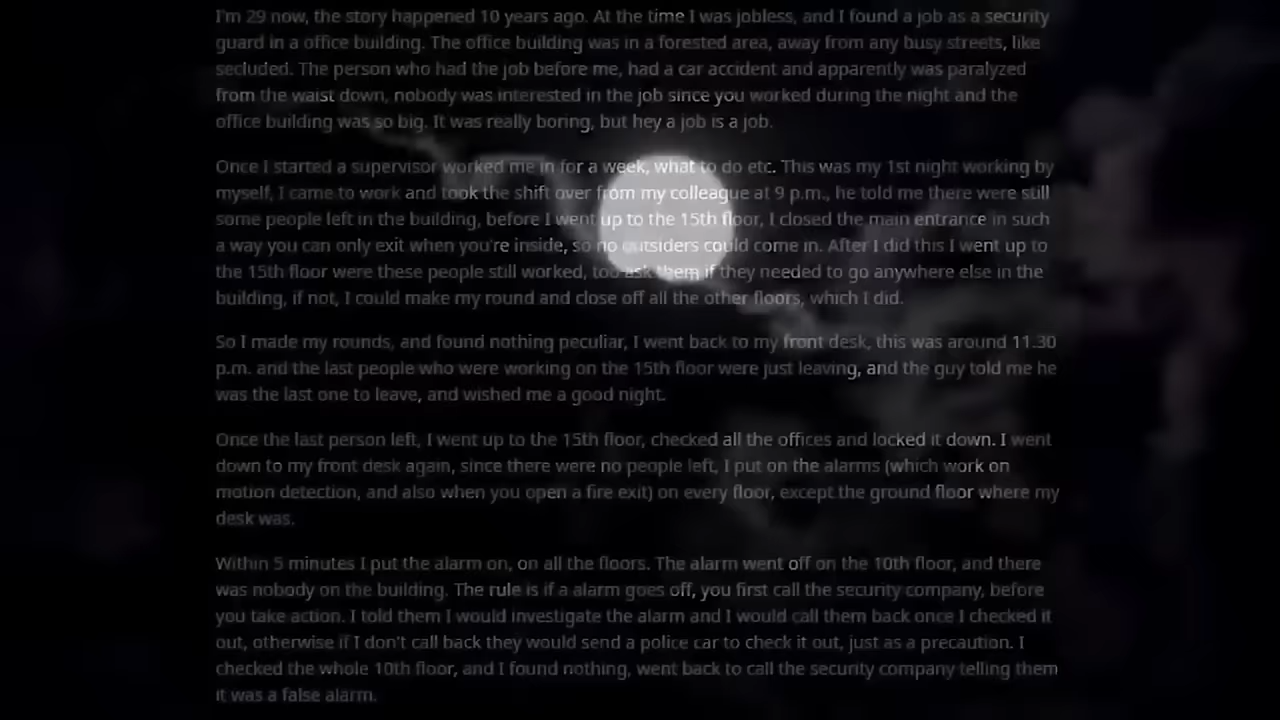 I'm 29 now, the story happened 10 years ago. At the time I was jobless, and I found a job as a security
guard in a office building. The office building was in a forested area, away from any busy streets, like
secluded. The person who had the job before me, had a car accident and apparently was paralyzed
from the waist down, nobody was interested in the job since you worked during the night and the
office building was so big. It was really boring, but hey a job is a job.
Once I started a supervisor worked me in for a week, what to do etc. This was my 1st night working by
myself, I came to work and took the shift over from my colleague at 9 p.m., he told me there were still
some people left in the building, before I went up to the 15th floor, I closed the main entrance in such
a way you can only exit when you're inside, so no outsiders could come in. After I did this I went up to
the 15th floor were these people still worked, too ask them if they needed to go anywhere else in the
building, if not, I could make my round and close off all the other floors, which I did.
So I made my rounds, and found nothing peculiar, I went back to my front desk, this was around 11.30
p.m. and the last people who were working on the 15th floor were just leaving, and the guy told me he
was the last one to leave, and wished me a good night.
Once the last person left, I went up to the 15th floor, checked all the offices and locked it down. I went
down to my front desk again, since there were no people left, I put on the alarms (which work on
motion detection, and also when you open a fire exit) on every floor, except the ground floor where my
desk was.
Within 5 minutes I put the alarm on, on all the floors. The alarm went off on the 10th floor, and there
was nobody on the building. The rule is if a alarm goes off, you first call the security company, before
you take action. I told them I would investigate the alarm and I would call them back once I checked it
out, otherwise if I don't call back they would send a police car to check it out, just as a precaution. I
checked the whole 10th floor, and I found nothing, went back to call the security company telling them
it was a false alarm.